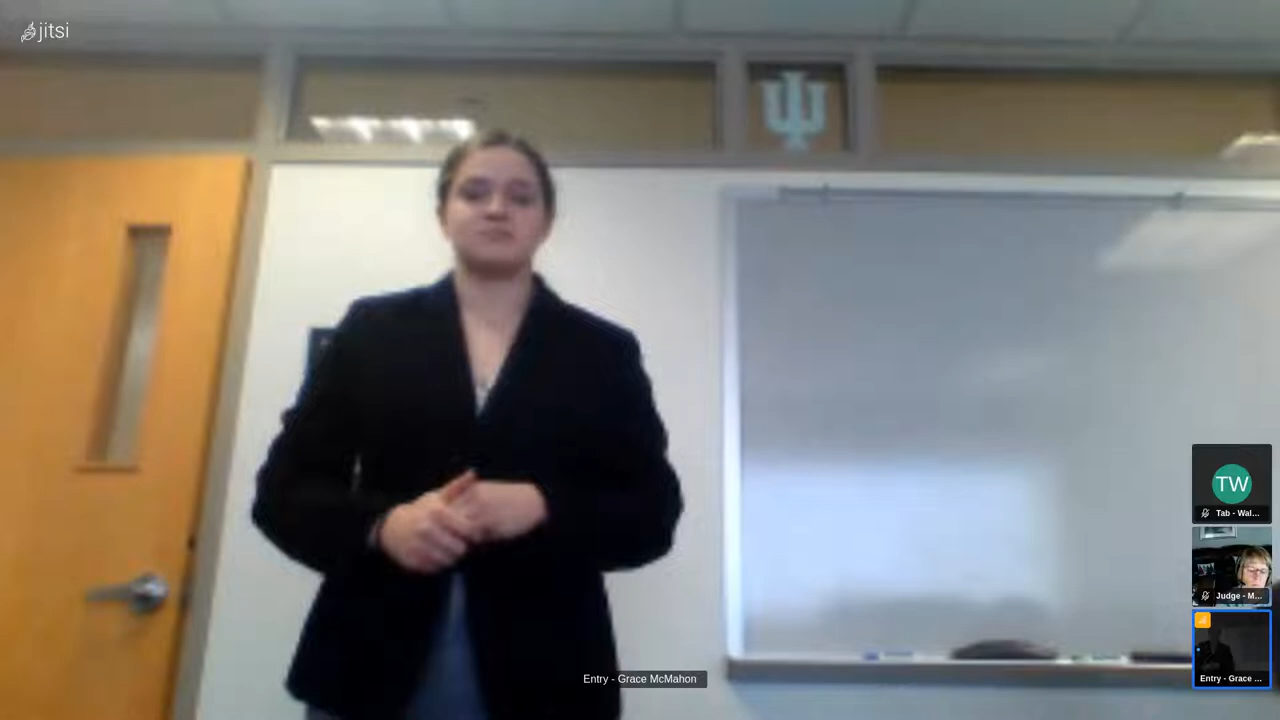 jitsi
TW
Tab - Wal...
Judge - M...
Entry - Grace ...
Entry - Grace McMahon